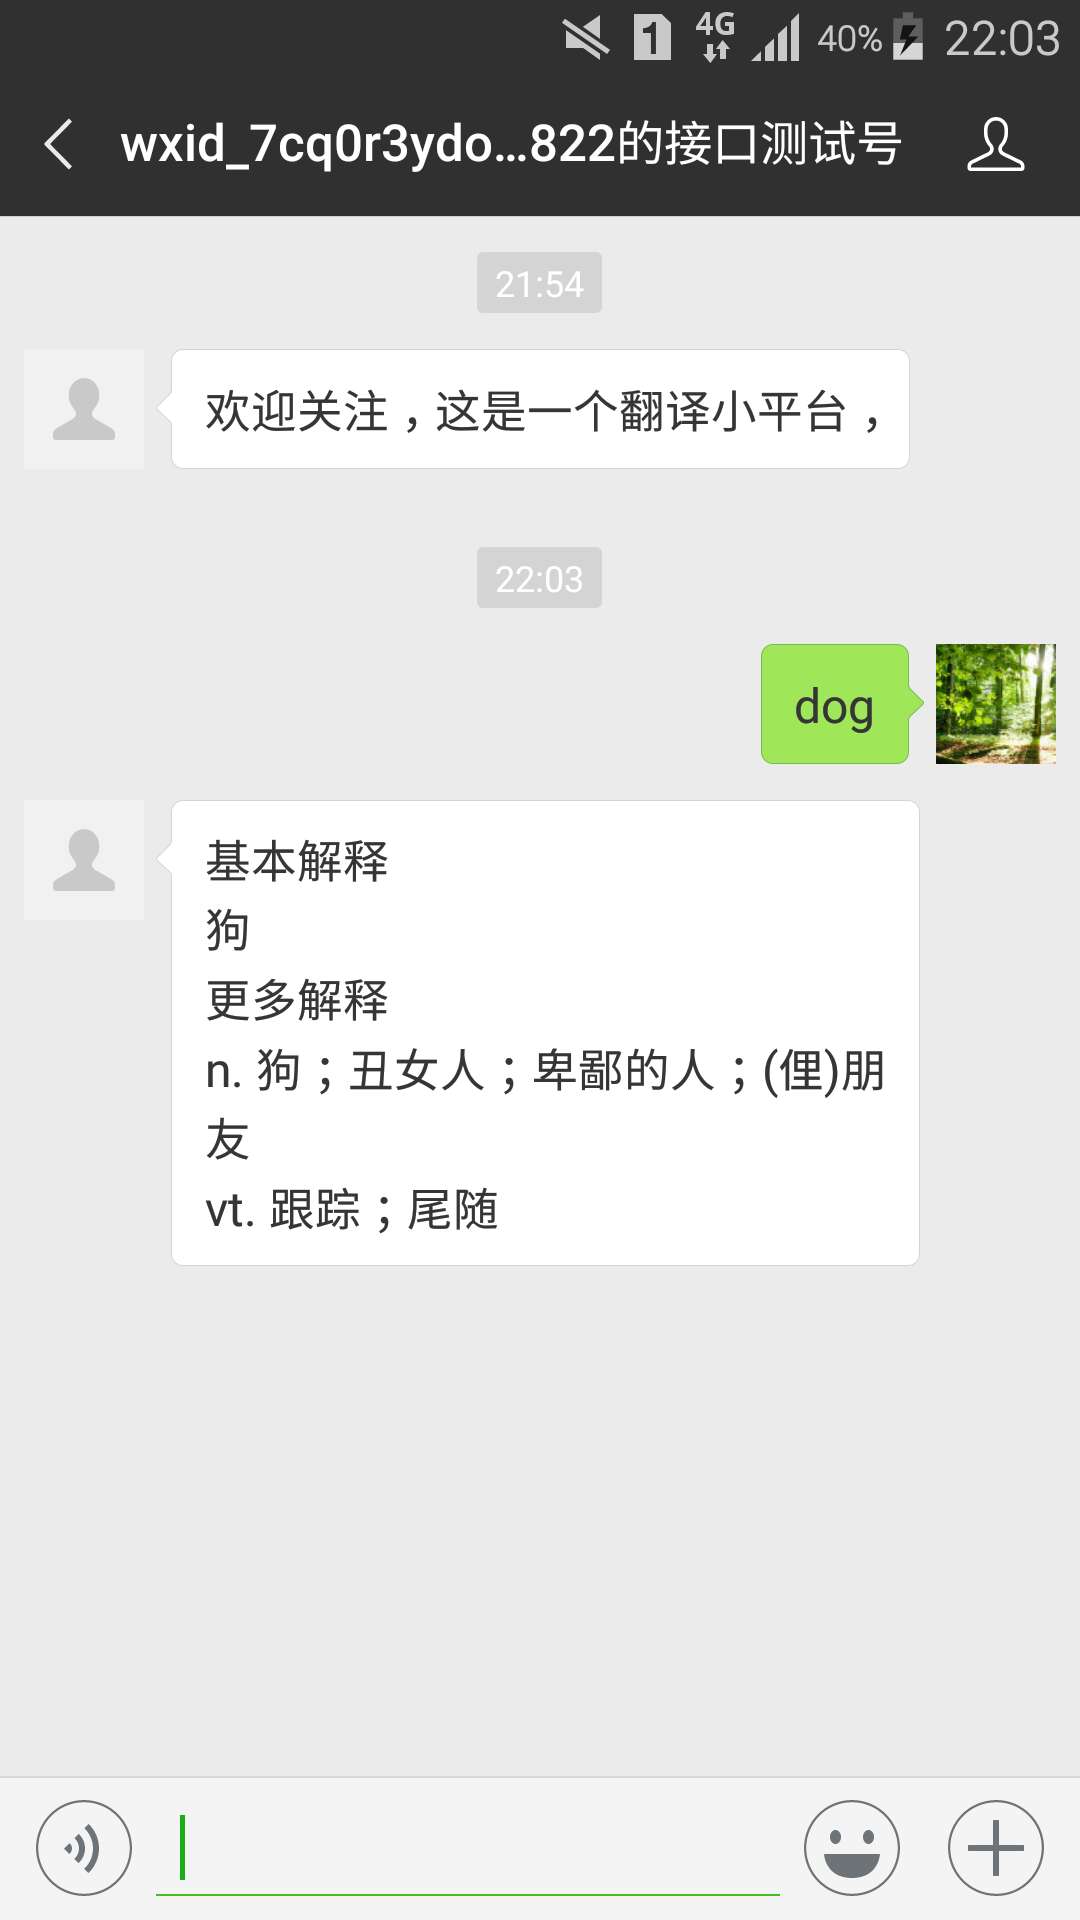 1 4G 40% 22:03
wxid_7cq0r3ydo...822的接口测试号
21:54
欢迎关注，这是一个翻译小平台，
22:03
dog
基本解释
狗
更多解释
n. 狗；丑女人；卑鄙的人；(俚)朋
友
vt. 跟踪；尾随